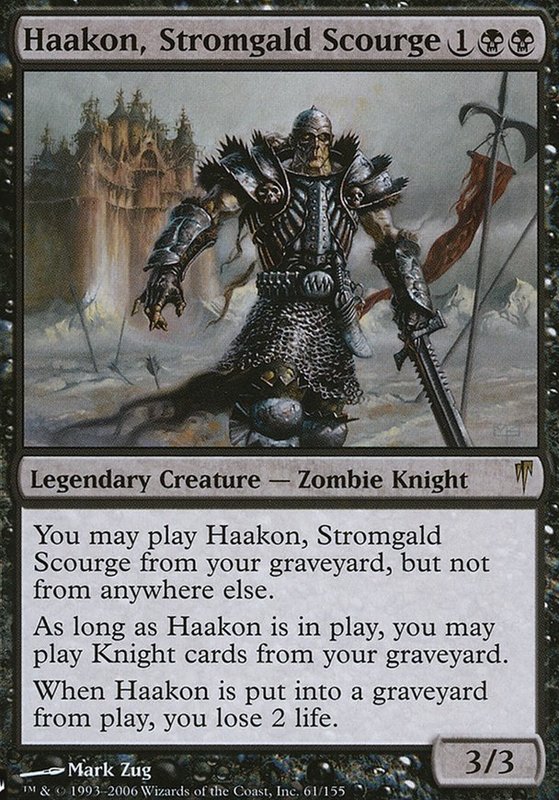 Haakon, Stromgald Scourge 1
Legendary Creature — Zombie Knight
You may play Haakon, Stromgald
Scourge from your graveyard, but not
from anywhere else.
As long as Haakon is in play, you may
play Knight cards from your graveyard.
When Haakon is put into a graveyard
from play, you lose 2 life.
Mark Zug
3/3
™ & © 1993–2006 Wizards of the Coast, Inc. 61/155